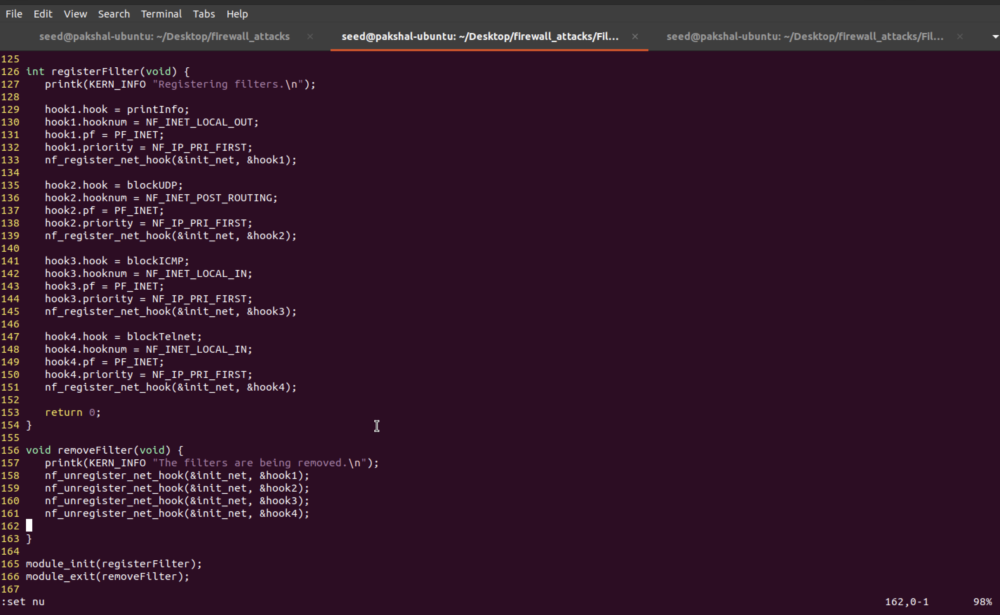 File Edit View Search Terminal Tabs Help
seed@pakshal-ubuntu: ~/Desktop/firewall_attacks × seed@pakshal-ubuntu: ~/Desktop/firewall_attacks/Fil... × seed@pakshal-ubuntu: ~/Desktop/firewall_attacks/Fil... ×
125
126 int registerFilter(void) {
127    printk(KERN_INFO "Registering filters.\n");
128
129    hook1.hook = printInfo;
130    hook1.hooknum = NF_INET_LOCAL_OUT;
131    hook1.pf = PF_INET;
132    hook1.priority = NF_IP_PRI_FIRST;
133    nf_register_net_hook(&init_net, &hook1);
134
135    hook2.hook = blockUDP;
136    hook2.hooknum = NF_INET_POST_ROUTING;
137    hook2.pf = PF_INET;
138    hook2.priority = NF_IP_PRI_FIRST;
139    nf_register_net_hook(&init_net, &hook2);
140
141    hook3.hook = blockICMP;
142    hook3.hooknum = NF_INET_LOCAL_IN;
143    hook3.pf = PF_INET;
144    hook3.priority = NF_IP_PRI_FIRST;
145    nf_register_net_hook(&init_net, &hook3);
146
147    hook4.hook = blockTelnet;
148    hook4.hooknum = NF_INET_LOCAL_IN;
149    hook4.pf = PF_INET;
150    hook4.priority = NF_IP_PRI_FIRST;
151    nf_register_net_hook(&init_net, &hook4);
152
153    return 0;
154 }
155
156 void removeFilter(void) {
157    printk(KERN_INFO "The filters are being removed.\n");
158    nf_unregister_net_hook(&init_net, &hook1);
159    nf_unregister_net_hook(&init_net, &hook2);
160    nf_unregister_net_hook(&init_net, &hook3);
161    nf_unregister_net_hook(&init_net, &hook4);
162
163 }
164
165 module_init(registerFilter);
166 module_exit(removeFilter);
167
:set nu 162,0-1 98%